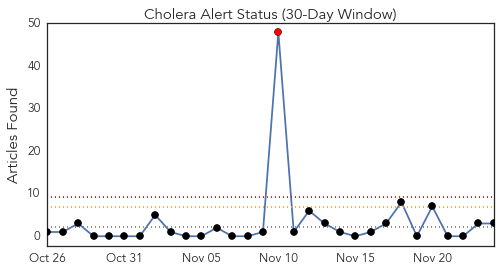 Cholera Alert Status (30-Day Window)
Articles Found
50
40
30
20
10
0
Oct 26 Oct 31 Nov 05 Nov 10 Nov 15 Nov 20